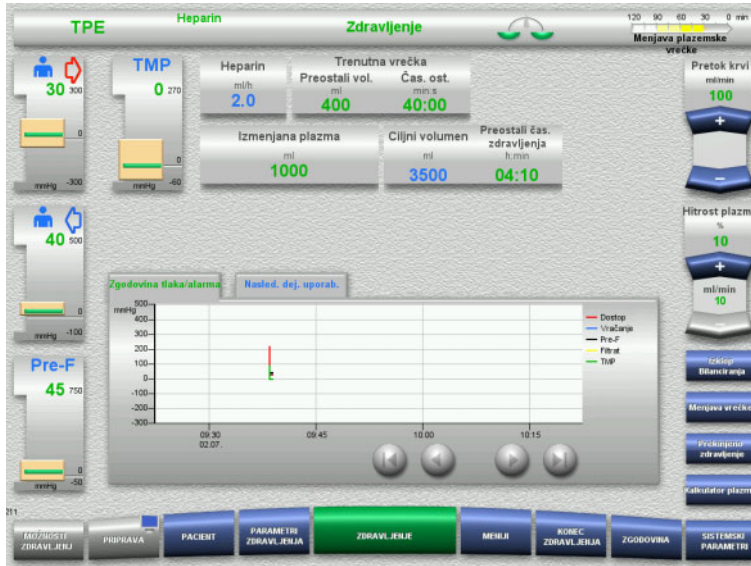 TPE
Heparin
Zdravljenje
120 90 60 30 0 min
Menjava plazemske
vrečke
30 300
0
mmHg -300
TMP
0 270
0
mmHg -60
Heparin
ml/h
2.0
Trenutna vrečka
Preostali vol. Čas. ost.
ml min:s
400 40:00
Izmenjana plazma
ml
1000
Ciljni volumen
ml
3500
Preostali čas.
zdravljenja
h:min
04:10
Pretok krvi
ml/min
100
+
–
40 500
0
mmHg -100
Hitrost plazm
%
10
+
ml/min
10
–
Pre-F
45 750
0
mmHg -50
Zgodovina tlaka/alarma
Nasled. dej. uporab.
mmHg
500
400
300
200
100
0
-100
-200
-300
09:30 09:45 10:00 10:15
02.07.
Dostop
Vračanje
Pre-F
Filtrat
TMP
Izklop
Bilanciranja
Menjava vrečke
Prekinjeno
zdravljenje
Kalkulator plazm
211
MOŽNOSTI
ZDRAVLJENJ
PRIPRAVA
PACIENT
PARAMETRI
ZDRAVLJENJA
ZDRAVLJENJE
MENIJI
KONEC
ZDRAVLJENJA
ZGODOVINA
SISTEMSKI
PARAMETRI